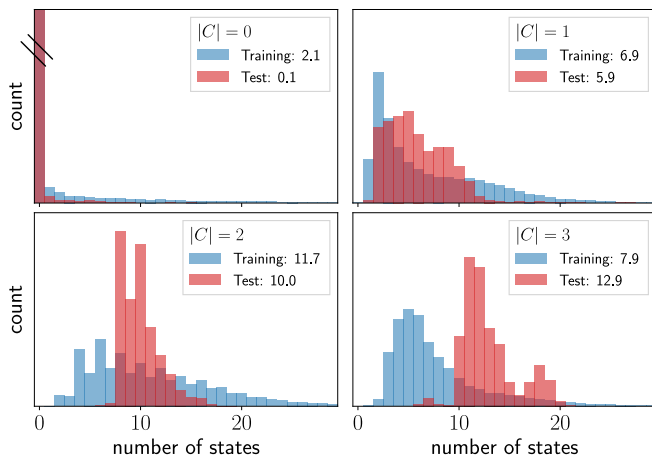 |C| = 0
Training: 2.1
Test: 0.1
count
|C| = 1
Training: 6.9
Test: 5.9
|C| = 2
Training: 11.7
Test: 10.0
count
0 10 20
number of states
|C| = 3
Training: 7.9
Test: 12.9
0 10 20
number of states